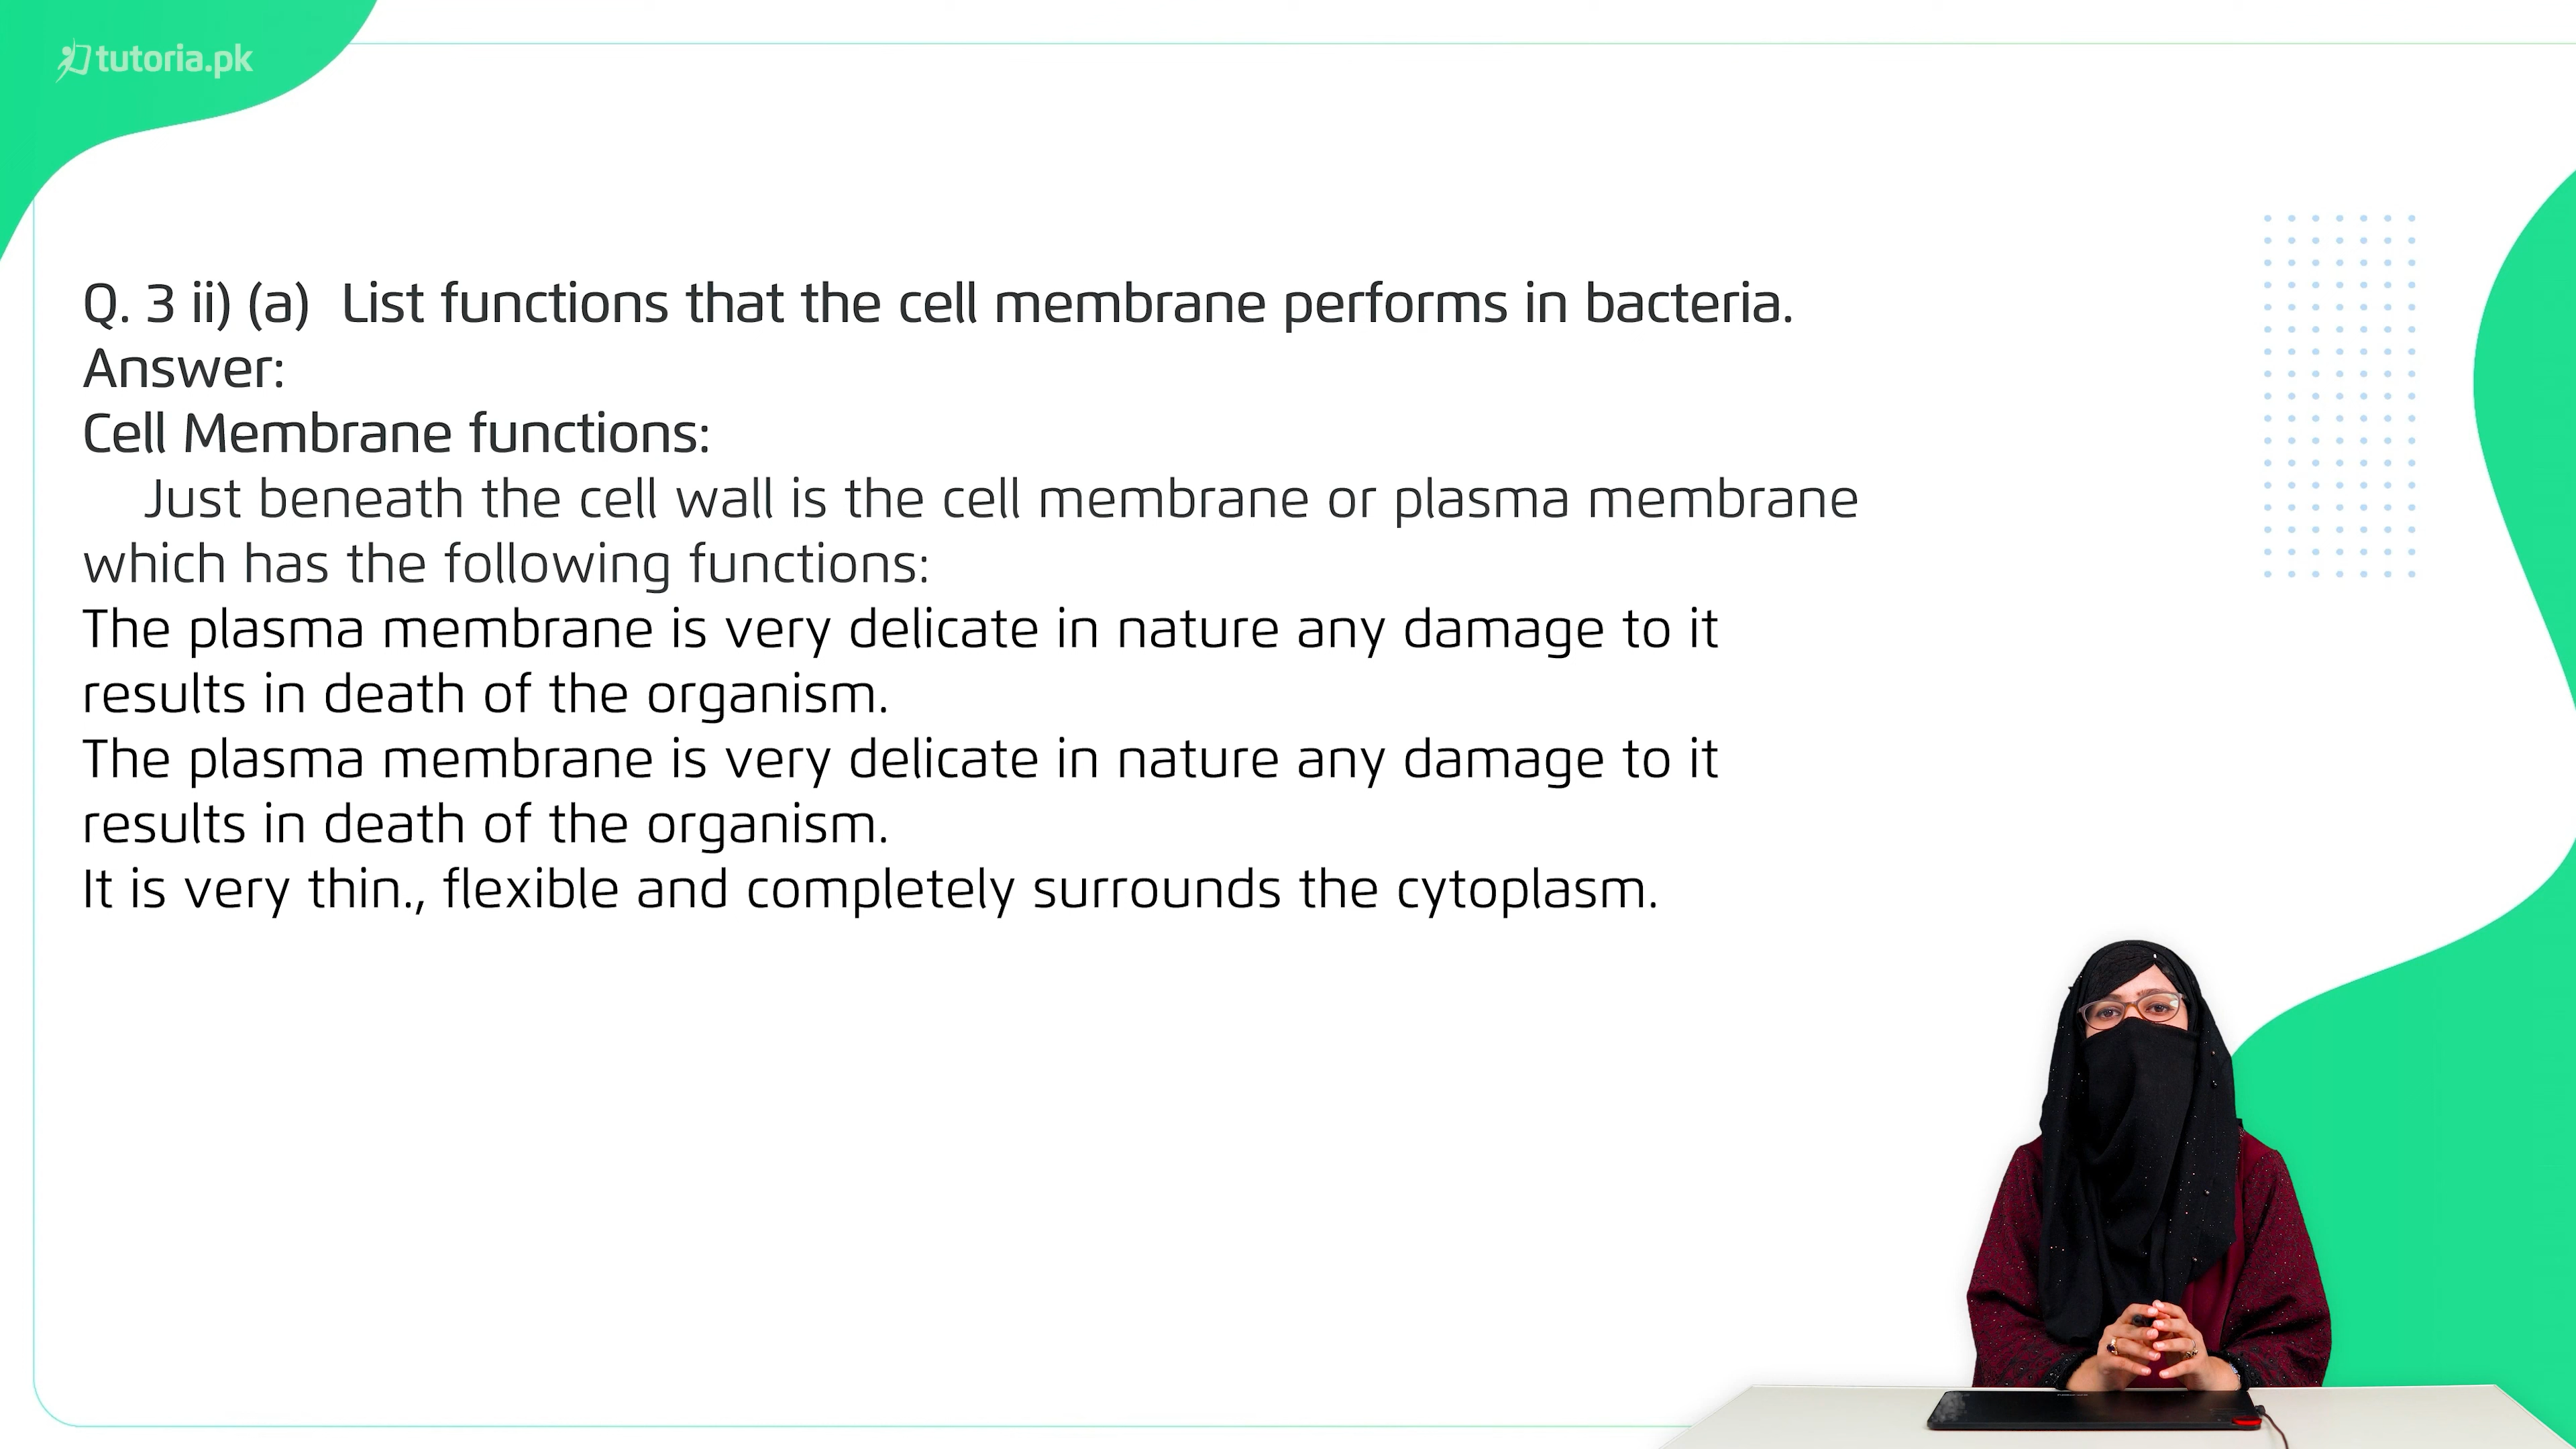 tutoria.pk
Q. 3 ii) (a) List functions that the cell membrane performs in bacteria.
Answer:
Cell Membrane functions:
Just beneath the cell wall is the cell membrane or plasma membrane
which has the following functions:
The plasma membrane is very delicate in nature any damage to it
results in death of the organism.
The plasma membrane is very delicate in nature any damage to it
results in death of the organism.
It is very thin., flexible and completely surrounds the cytoplasm.